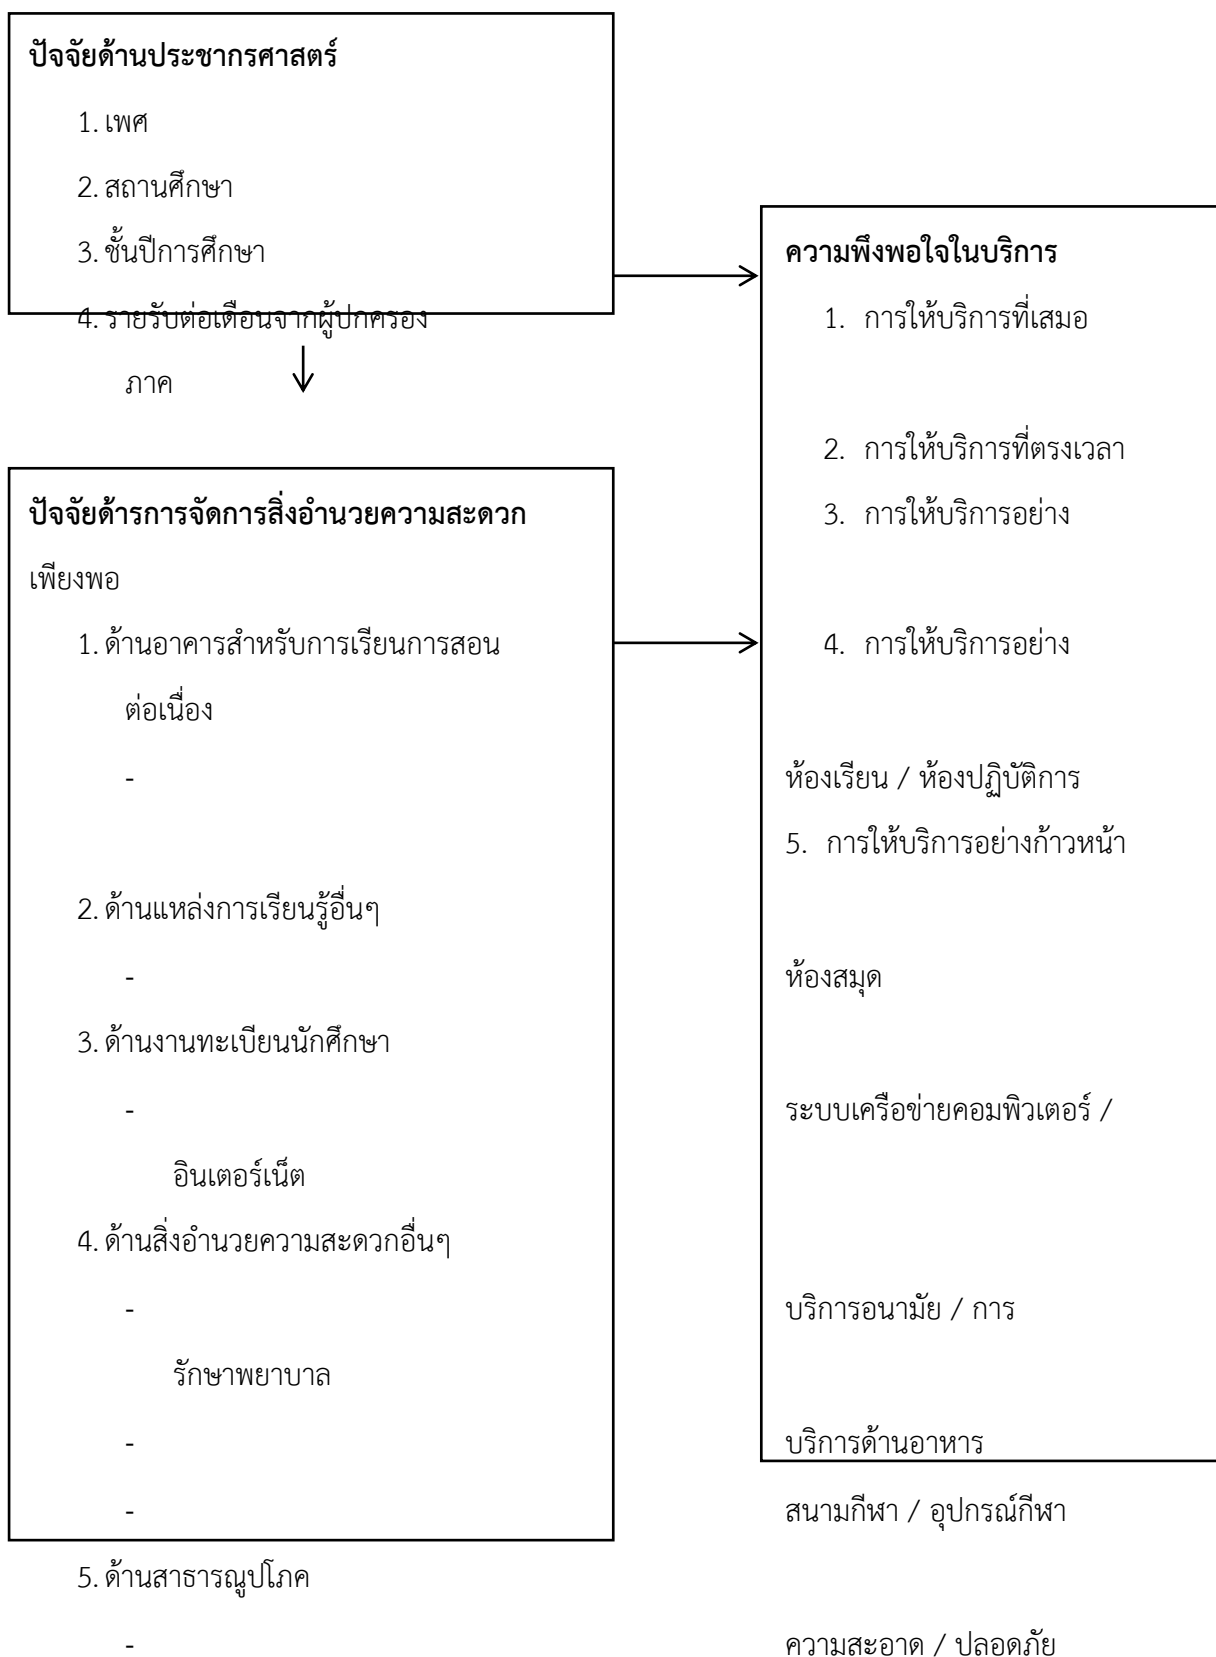 ปัจจัยด้านประชากรศาสตร์
1. เพศ
2. สถานศึกษา
3. ชั้นปีการศึกษา
4. รายรับต่อเดือนจากผู้ปกครอง
ภาค
ปัจจัยด้ารการจัดการสิ่งอำนวยความสะดวก
เพียงพอ
1. ด้านอาคารสำหรับการเรียนการสอน
ต่อเนื่อง
-
2. ด้านแหล่งการเรียนรู้อื่นๆ
-
3. ด้านงานทะเบียนนักศึกษา
-
อินเตอร์เน็ต
4. ด้านสิ่งอำนวยความสะดวกอื่นๆ
-
รักษาพยาบาล
-
-
5. ด้านสาธารณูปโภค
-
ความพึงพอใจในบริการ
1. การให้บริการที่เสมอ
2. การให้บริการที่ตรงเวลา
3. การให้บริการอย่าง
4. การให้บริการอย่าง
ห้องเรียน / ห้องปฏิบัติการ
5. การให้บริการอย่างก้าวหน้า
ห้องสมุด
ระบบเครือข่ายคอมพิวเตอร์ /
บริการอนามัย / การ
บริการด้านอาหาร
สนามกีฬา / อุปกรณ์กีฬา
ความสะอาด / ปลอดภัย